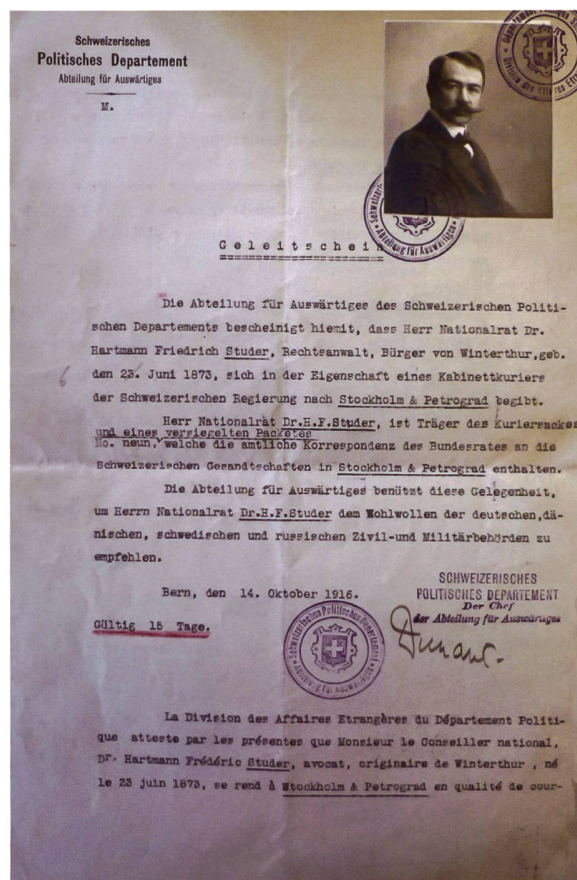 Schweizerisches
Politisches Departement
Abteilung für Auswärtiges
M.
Geleitschein
Die Abteilung für Auswärtiges des Schweizerischen Politi-
schen Departements bescheinigt hiemit, dass Herr Nationalrat Dr.
Hartmann Friedrich Studer, Rechtsanwalt, Bürger von Winterthur,geb.
den 23. Juni 1873, sich in der Eigenschaft eines Kabinettkuriers
der Schweizerischen Regierung nach Stockholm & Petrograd begibt.
Herr Nationalrat Dr.H.F.Studer, ist Träger des Kuriersackes
und eines versiegelten Packetes
No. neun, welche die amtliche Korrespondenz des Bundesrates an die
Schweizerischen Gesandtschaften in Stockholm & Petrograd enthalten.
Die Abteilung für Auswärtiges benützt diese Gelegenheit,
um Herrn Nationalrat Dr.H.F.Studer dem Wohlwollen der deutschen,dä-
nischen, schwedischen und russischen Zivil-und Militärbehörden zu
empfehlen.
Bern, den 14. Oktober 1916.
Gültig 15 Tage.
SCHWEIZERISCHES
POLITISCHES DEPARTEMENT
Der Chef
der Abteilung für Auswärtiges
Dunant.
La Division des Affaires Etrangères du Département Politi-
que atteste par les présentes que Monsieur le Conseiller national,
Dr. Hartmann Frédéric Studer, avocat, originaire de Winterthur , né
le 23 juin 1873, se rend à Stockholm & Petrograd en qualité de cour-